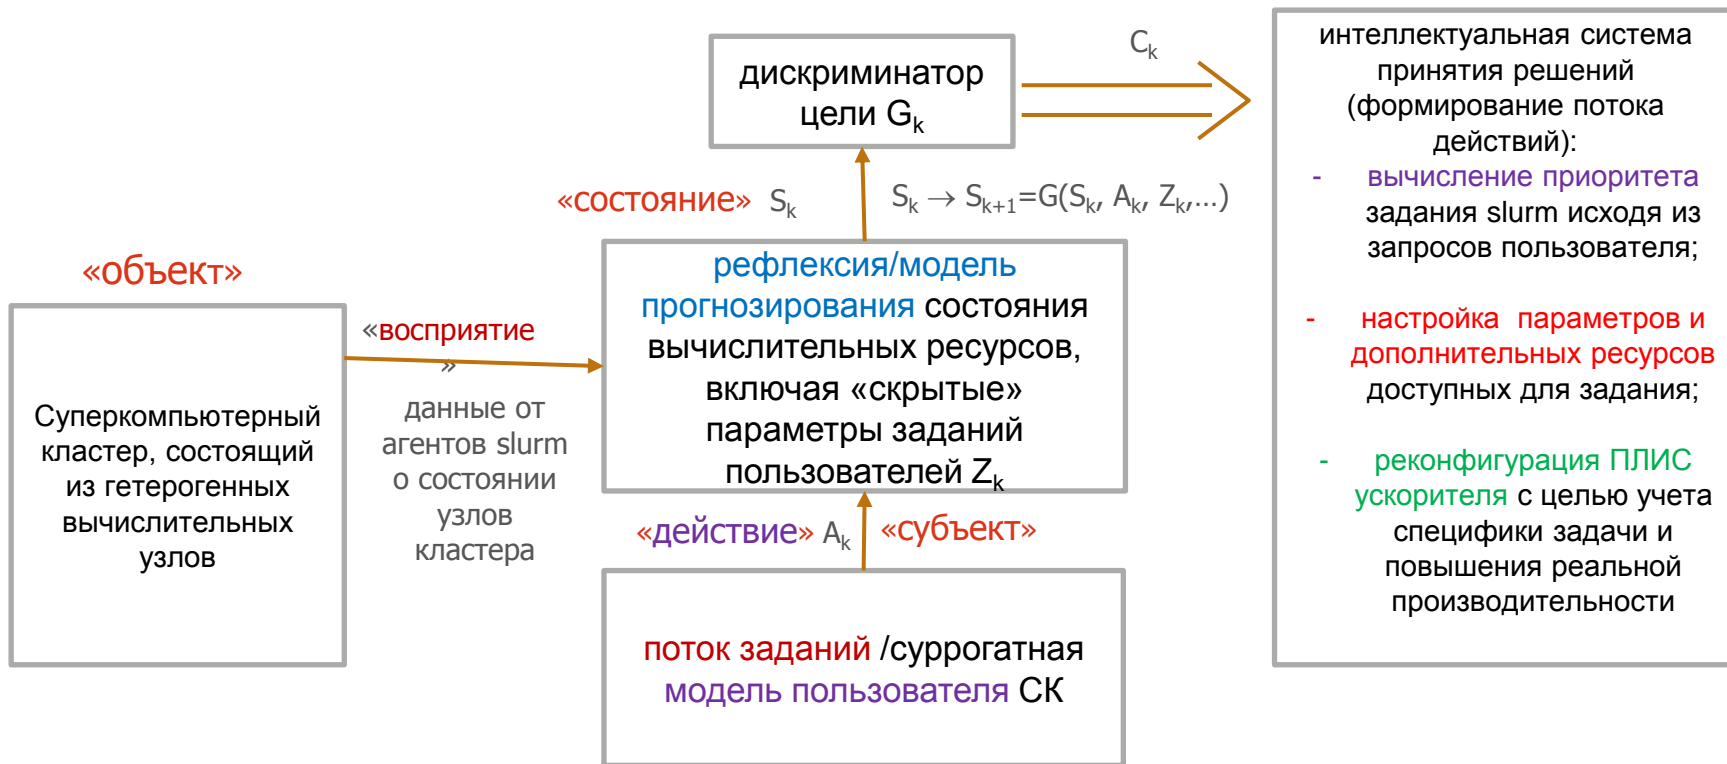 дискриминатор
цели Gk
Ck
«состояние» Sk
Sk → Sk+1=G(Sk, Ak, Zk,...)
«объект»
Суперкомпьютерный
кластер, состоящий
из гетерогенных
вычислительных
узлов
«восприятие
»
данные от
агентов slurm
о состоянии
узлов
кластера
рефлексия/модель
прогнозирования состояния
вычислительных ресурсов,
включая «скрытые»
параметры заданий
пользователей Zk
«действие» Ak «субъект»
поток заданий /суррогатная
модель пользователя СК
интеллектуальная система
принятия решений
(формирование потока
действий):
- вычисление приоритета
задания slurm исходя из
запросов пользователя;
- настройка параметров и
дополнительных ресурсов
доступных для задания;
- реконфигурация ПЛИС
ускорителя с целью учета
специфики задачи и
повышения реальной
производительности